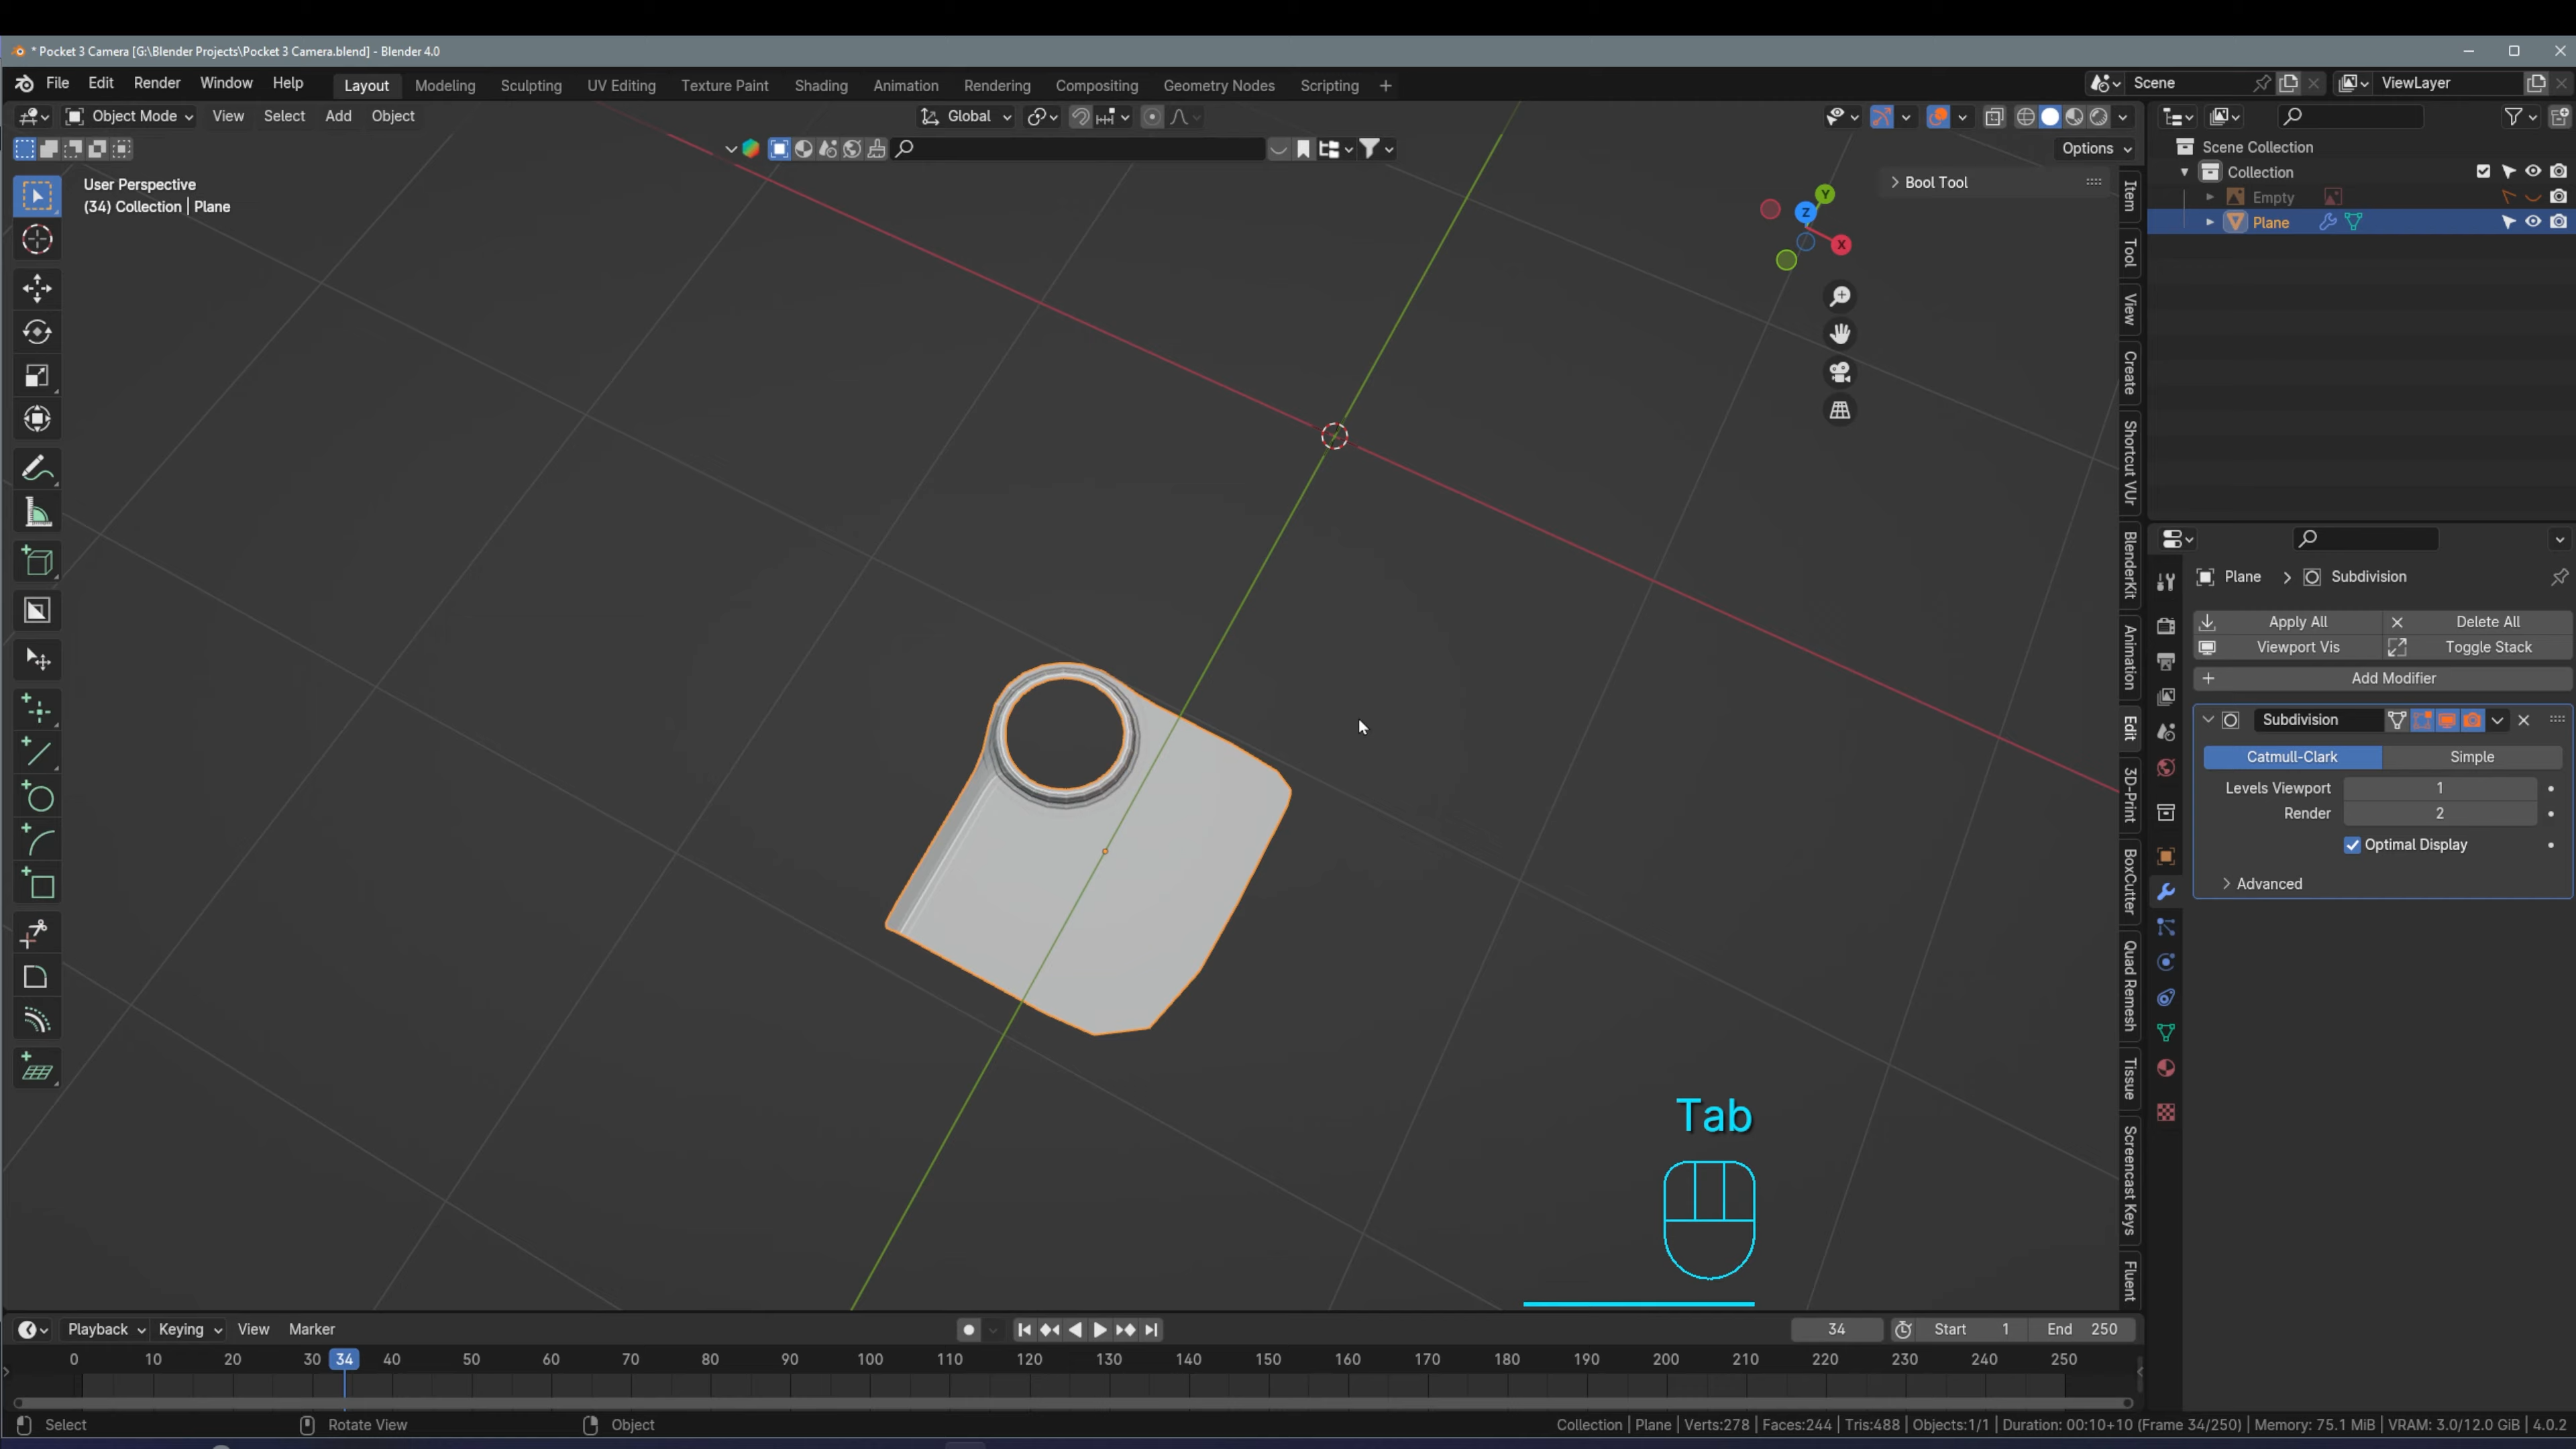 * Pocket 3 Camera [G:\Blender Projects\Pocket 3 Camera.blend] - Blender 4.0
File Edit Render Window Help Layout Modeling Sculpting UV Editing Texture Paint Shading Animation Rendering Compositing Geometry Nodes Scripting + Scene ViewLayer
Object Mode View Select Add Object Global
Options
User Perspective
(34) Collection | Plane
Bool Tool
Y
Z
X
Item
Tool
View
Create
Shortcut VUr
BlenderKit
Animation
Edit
3D-Print
BoxCutter
Quad Remesh
Tissue
Screencast Keys
Fluent
Scene Collection
Collection
Empty
Plane
Plane > Subdivision
Apply All Delete All
Viewport Vis Toggle Stack
Add Modifier
Subdivision
Catmull-Clark Simple
Levels Viewport 1
Render 2
Optimal Display
Advanced
Tab
Playback Keying View Marker 34 Start 1 End 250
0 10 20 30 34 40 50 60 70 80 90 100 110 120 130 140 150 160 170 180 190 200 210 220 230 240 250
Select Rotate View Object Collection | Plane | Verts:278 | Faces:244 | Tris:488 | Objects:1/1 | Duration: 00:10+10 (Frame 34/250) | Memory: 75.1 MiB | VRAM: 3.0/12.0 GiB | 4.0.2